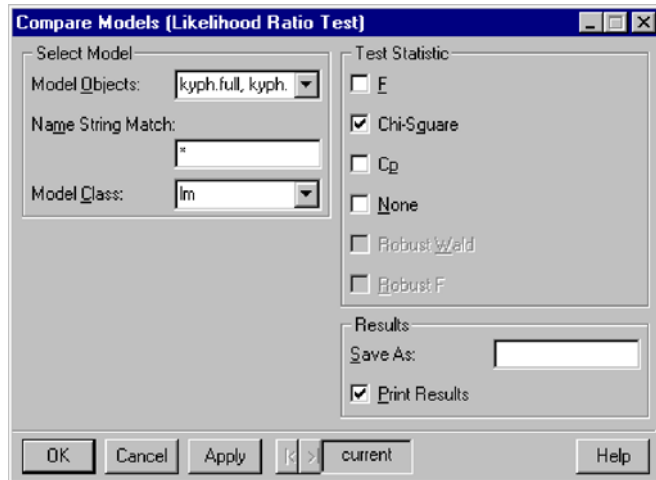 Compare Models (Likelihood Ratio Test)
Select Model
Model Objects:
kyph.full, kyph.
Name String Match:
*
Model Class:
lm
Test Statistic
F
Chi-Square
Cp
None
Robust Wald
Robust F
Results
Save As:
Print Results
OK
Cancel
Apply
current
Help